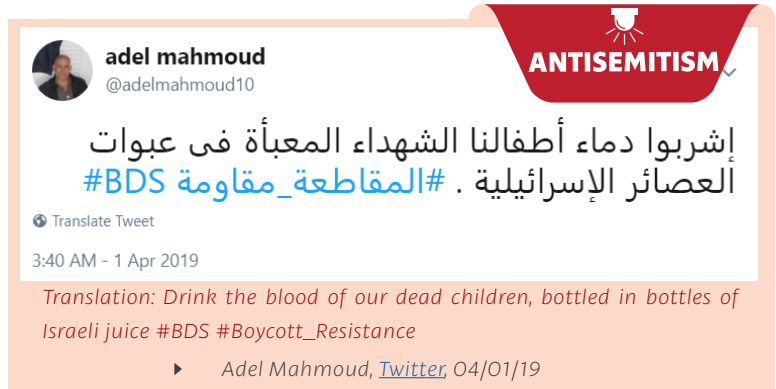 ANTISEMITISM
adel mahmoud
@adelmahmoud10
إشربوا دماء أطفالنا الشهداء المعبأة فى عبوات
العصائر الإسرائيلية . #المقاطعة_مقاومة #BDS
Translate Tweet
3:40 AM - 1 Apr 2019
Translation: Drink the blood of our dead children, bottled in bottles of
Israeli juice #BDS #Boycott_Resistance
Adel Mahmoud, Twitter, 04/01/19